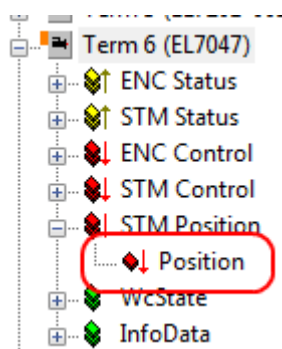 Term 6 (EL7047)
ENC Status
STM Status
ENC Control
STM Control
STM Position
Position
WcState
InfoData